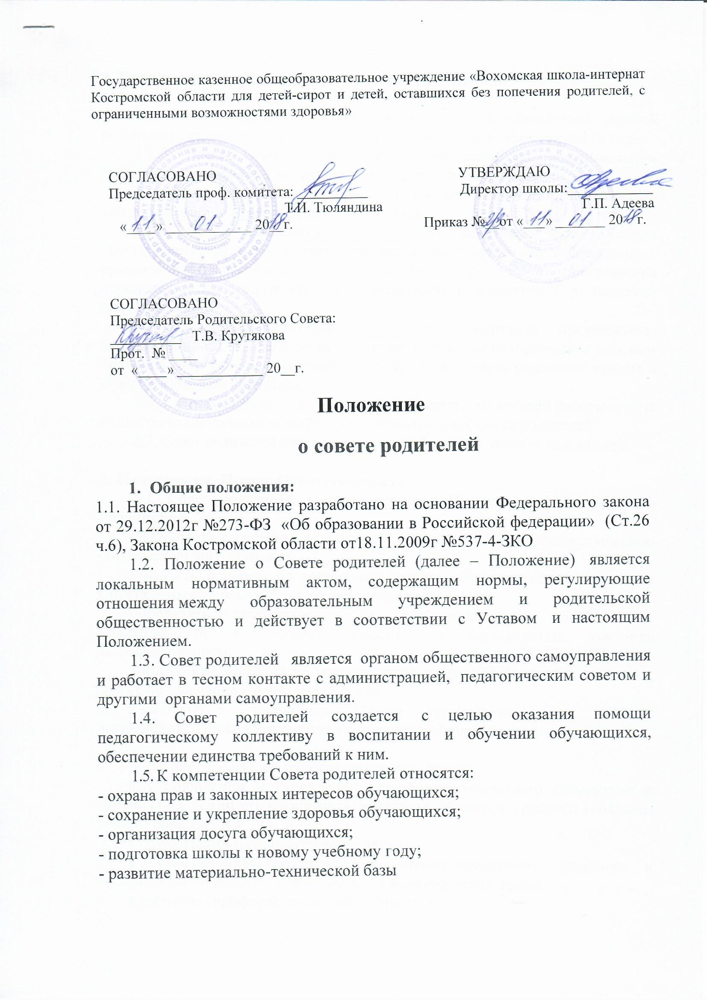 Государственное казенное общеобразовательное учреждение «Вохомская школа-интернат
Костромской области для детей-сирот и детей, оставшихся без попечения родителей, с
ограниченными возможностями здоровья»
СОГЛАСОВАНО
Председатель проф. комитета: __________
Т.И. Тюляндина
«11» 01 2018г.
УТВЕРЖДАЮ
Директор школы:____________
Г.П. Адеева
Приказ №2/3 от «11» 01 2018г.
СОГЛАСОВАНО
Председатель Родительского Совета:
__________ Т.В. Крутякова
Прот. № ____
от «____» ____________ 20__г.
Положение
о совете родителей
1. Общие положения:
1.1. Настоящее Положение разработано на основании Федерального закона
от 29.12.2012г №273-ФЗ «Об образовании в Российской федерации» (Ст.26
ч.6), Закона Костромской области от18.11.2009г №537-4-ЗКО
1.2. Положение о Совете родителей (далее – Положение) является
локальным нормативным актом, содержащим нормы, регулирующие
отношения между образовательным учреждением и родительской
общественностью и действует в соответствии с Уставом и настоящим
Положением.
1.3. Совет родителей является органом общественного самоуправления
и работает в тесном контакте с администрацией, педагогическим советом и
другими органами самоуправления.
1.4. Совет родителей создается с целью оказания помощи
педагогическому коллективу в воспитании и обучении обучающихся,
обеспечении единства требований к ним.
1.5. К компетенции Совета родителей относятся:
- охрана прав и законных интересов обучающихся;
- сохранение и укрепление здоровья обучающихся;
- организация досуга обучающихся;
- подготовка школы к новому учебному году;
- развитие материально-технической базы